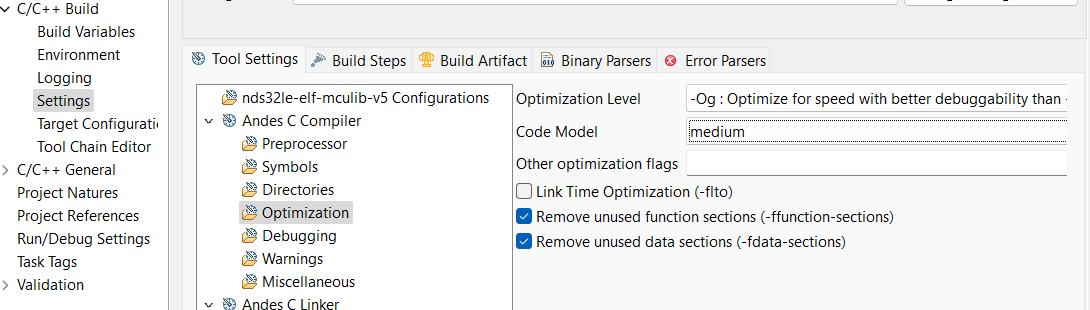 C/C++ Build
Build Variables
Environment
Logging
Settings
Target Configuratio
Tool Chain Editor
C/C++ General
Project Natures
Project References
Run/Debug Settings
Task Tags
Validation
Tool Settings
Build Steps
Build Artifact
Binary Parsers
Error Parsers
nds32le-elf-mculib-v5 Configurations
Andes C Compiler
Preprocessor
Symbols
Directories
Optimization
Debugging
Warnings
Miscellaneous
Andes C Linker
Optimization Level
-Og : Optimize for speed with better debuggability than -
Code Model
medium
Other optimization flags
Link Time Optimization (-flto)
Remove unused function sections (-ffunction-sections)
Remove unused data sections (-fdata-sections)